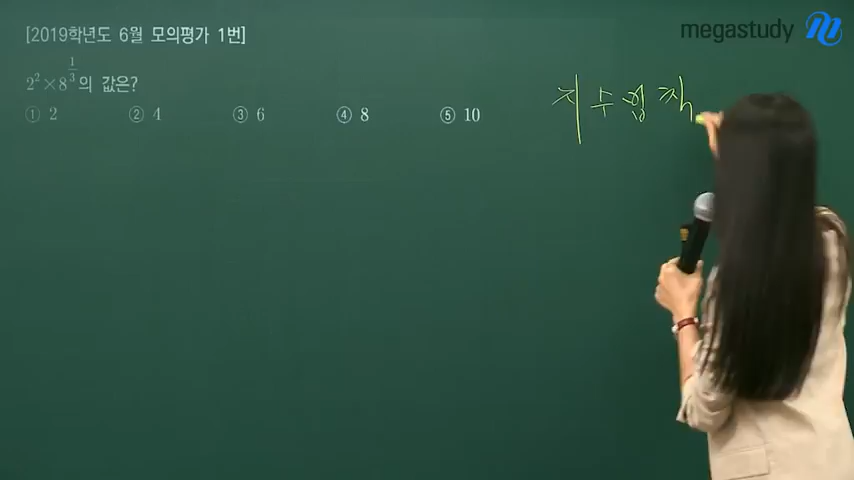 megastudy
[2019학년도 6월 모의평가 1번]
2² × 8^{1/3}의 값은?
① 2 ② 4 ③ 6 ④ 8 ⑤ 10
지수법칙